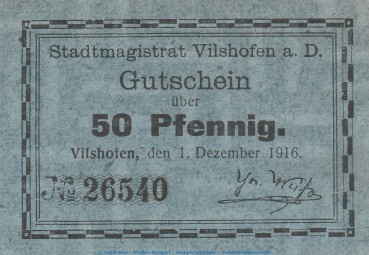 Stadtmagistrat Vilshofen a. D.
Gutschein
über
50 Pfennig.
Vilshofen, den 1. Dezember 1916.
№ 26540